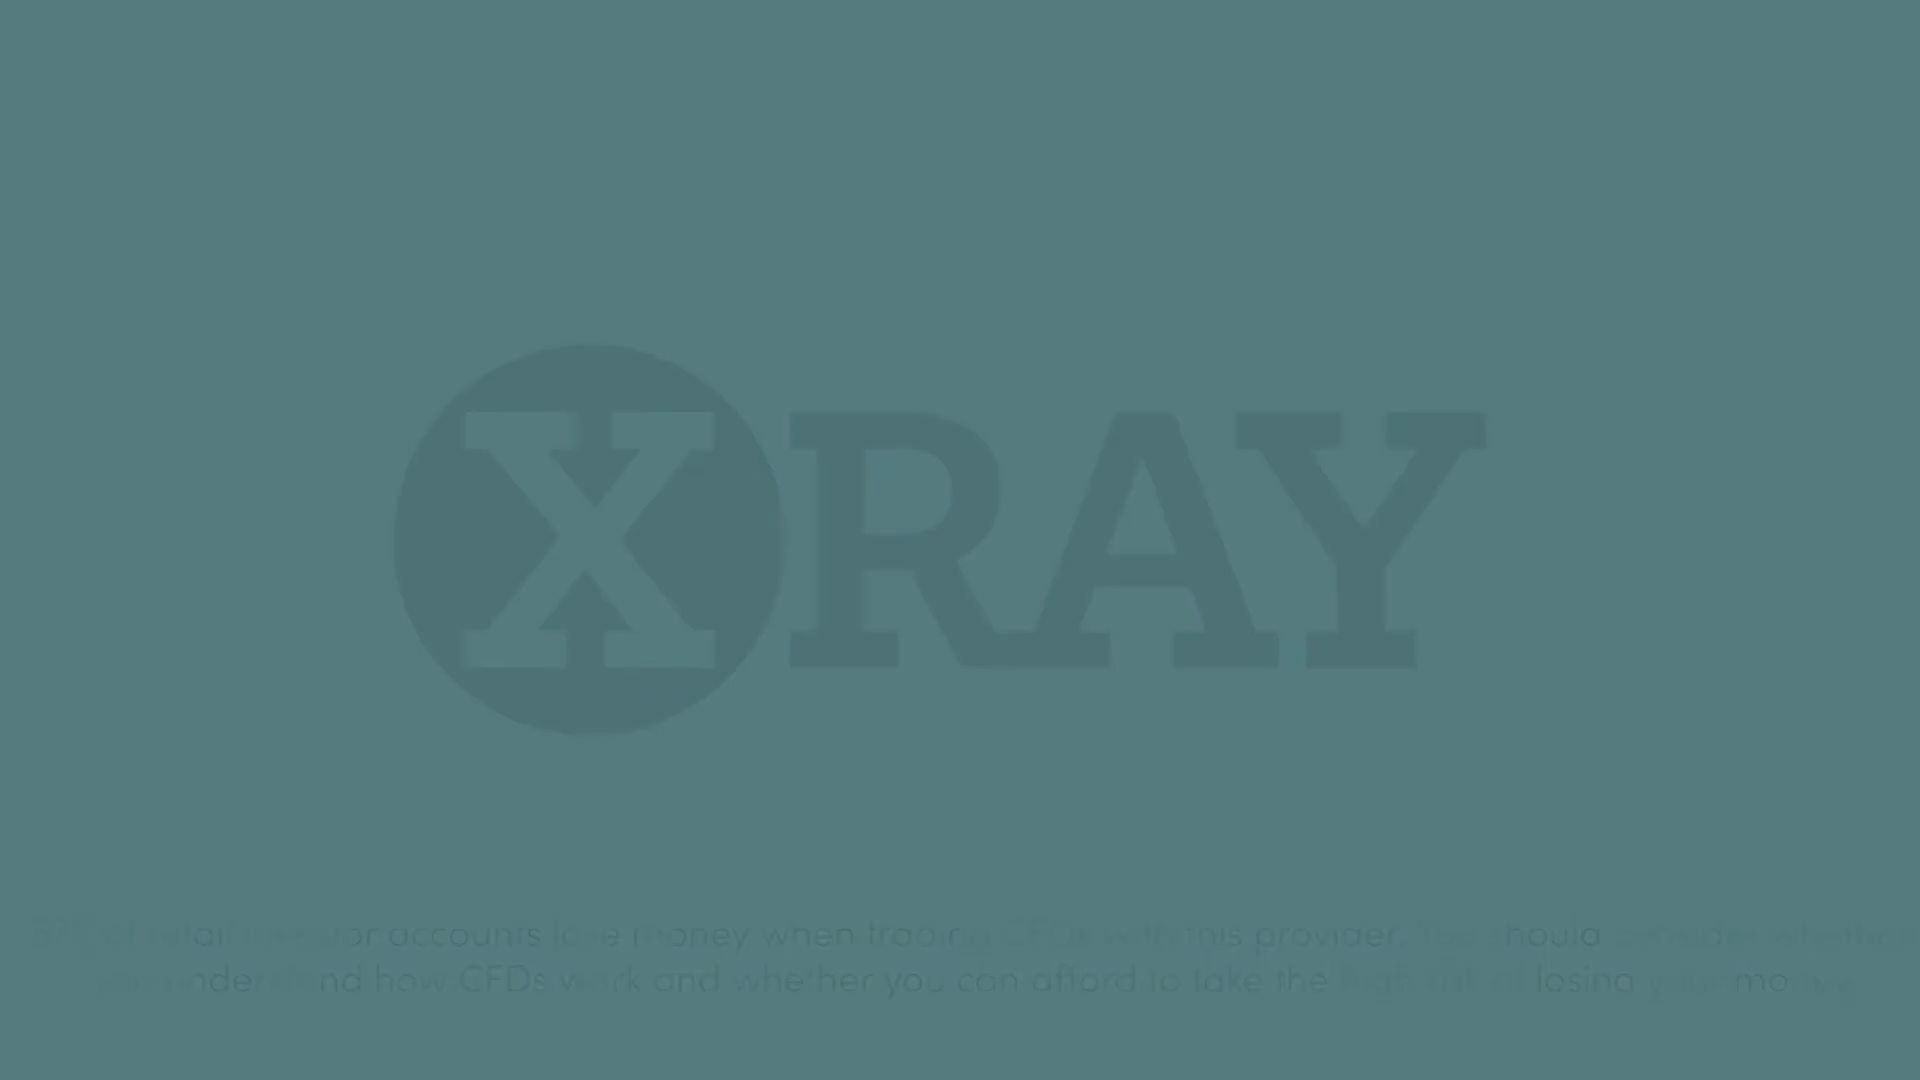 XRAY
of retail investor accounts lose money when trading CFDs with this provider. You should consider whether
you understand how CFDs work and whether you can afford to take the high risk of losing your money